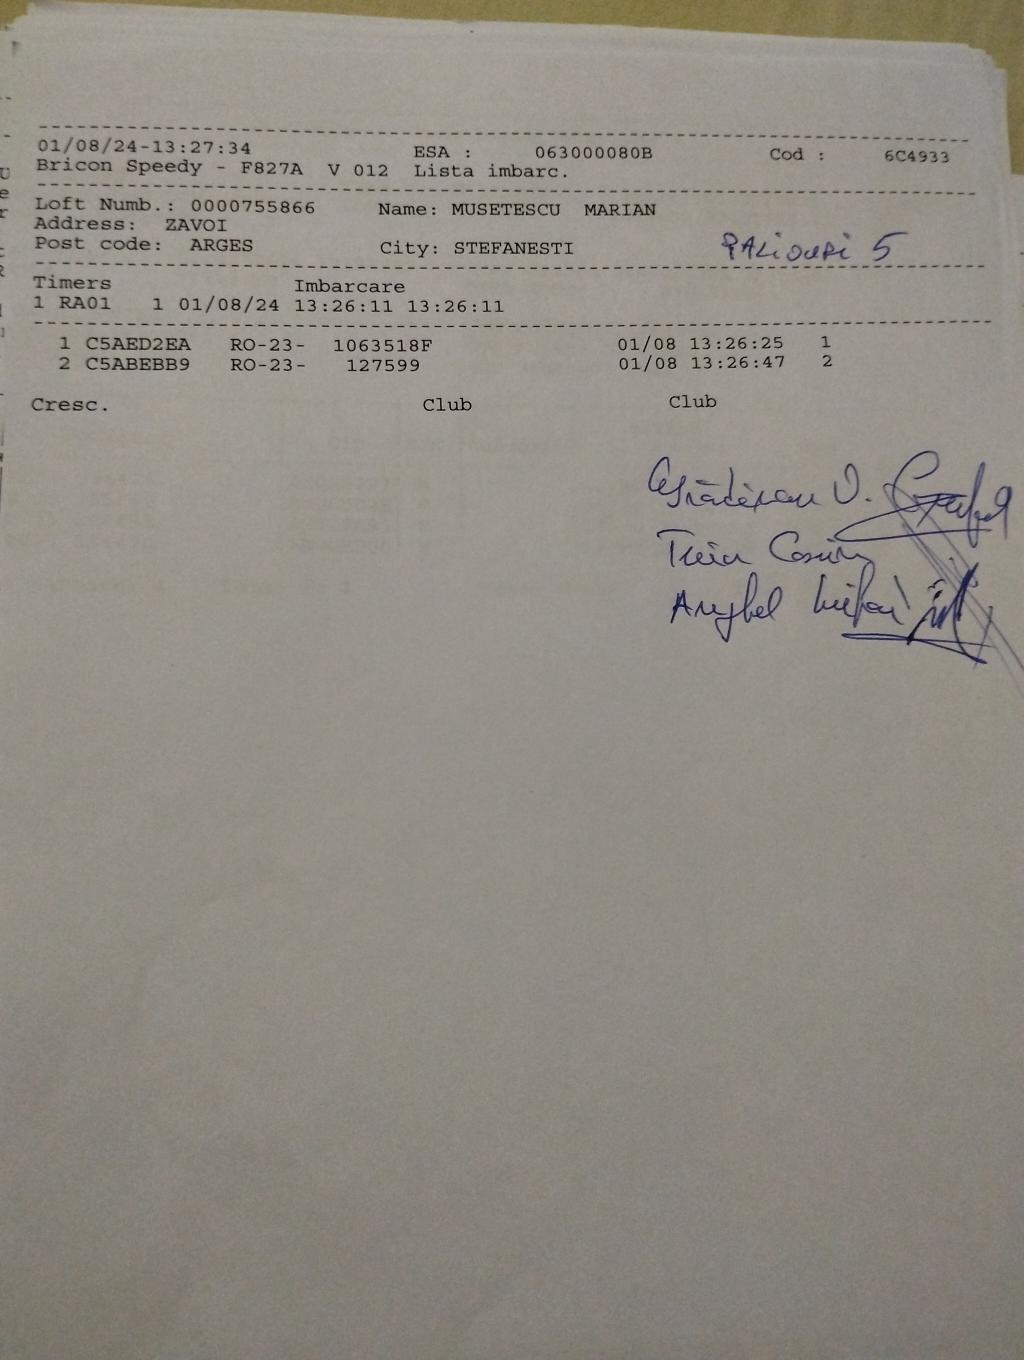 01/08/24-13:27:34 ESA : 063000080B Cod : 6C4933
Bricon Speedy - F827A V 012 Lista imbarc.
Loft Numb.: 0000755866 Name: MUSETESCU MARIAN
Address: ZAVOI
Post code: ARGES City: STEFANESTI PALiOURi 5
Timers Imbarcare
1 RA01 1 01/08/24 13:26:11 13:26:11
1 C5AED2EA RO-23- 1063518F 01/08 13:26:25 1
2 C5ABEBB9 RO-23- 127599 01/08 13:26:47 2
Cresc. Club Club
Anghel